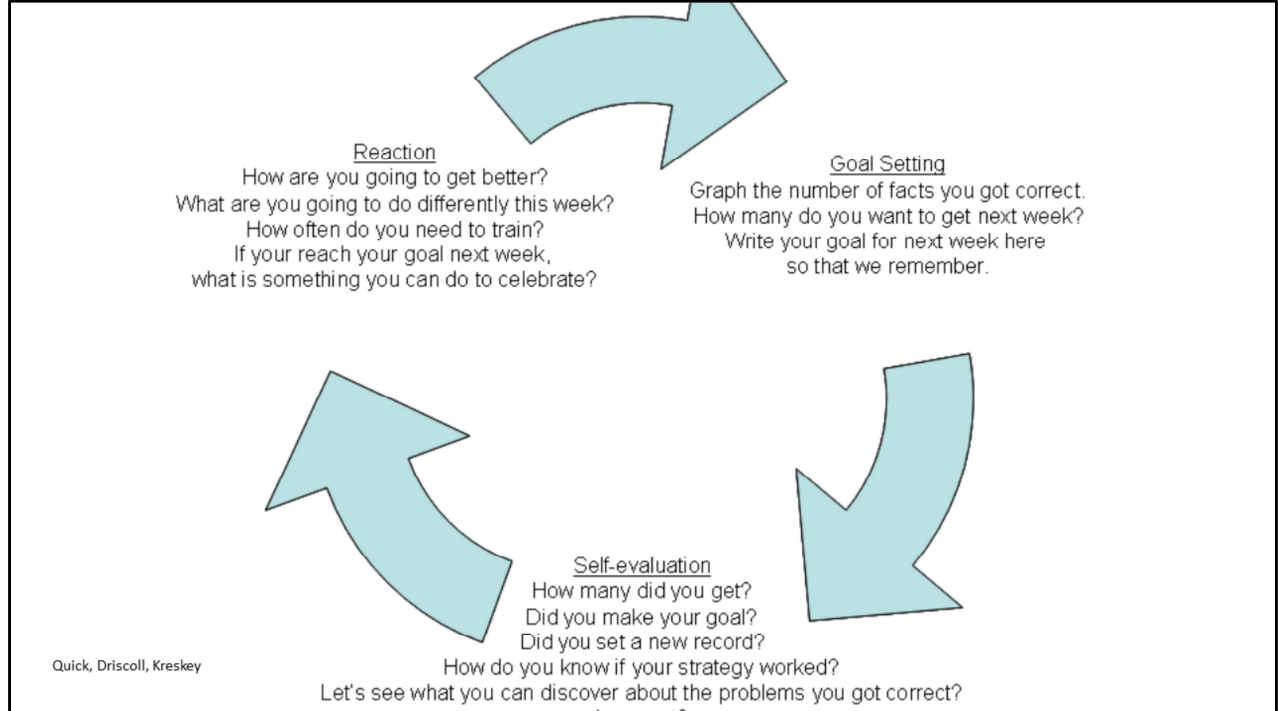 Reaction
How are you going to get better?
What are you going to do differently this week?
How often do you need to train?
If your reach your goal next week,
what is something you can do to celebrate?
Goal Setting
Graph the number of facts you got correct.
How many do you want to get next week?
Write your goal for next week here
so that we remember.
Self-evaluation
How many did you get?
Did you make your goal?
Did you set a new record?
How do you know if your strategy worked?
Let's see what you can discover about the problems you got correct?
Quick, Driscoll, Kreskey